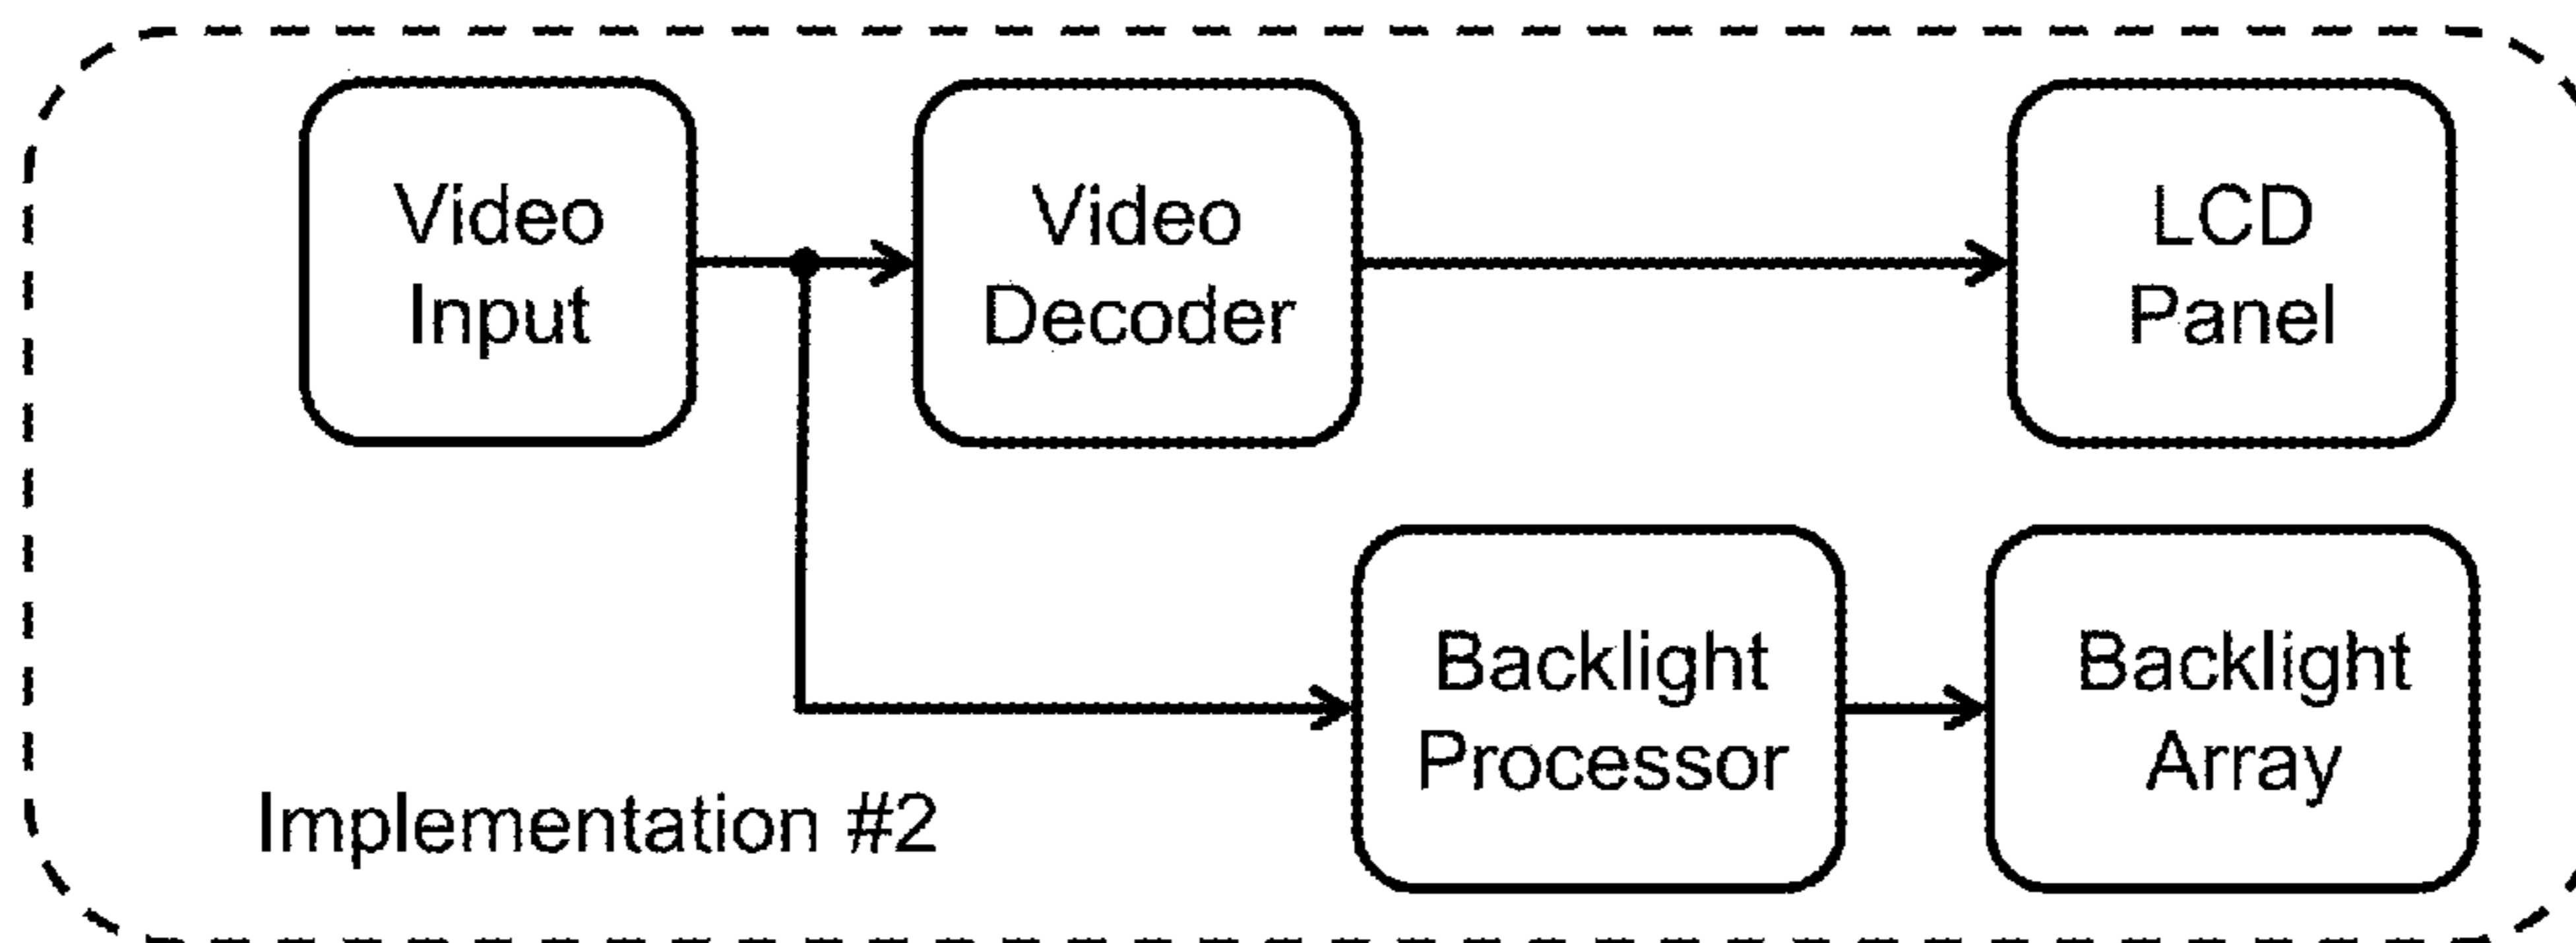 Video
Input
Video
Decoder
LCD
Panel
Backlight
Processor
Backlight
Array
Implementation #2